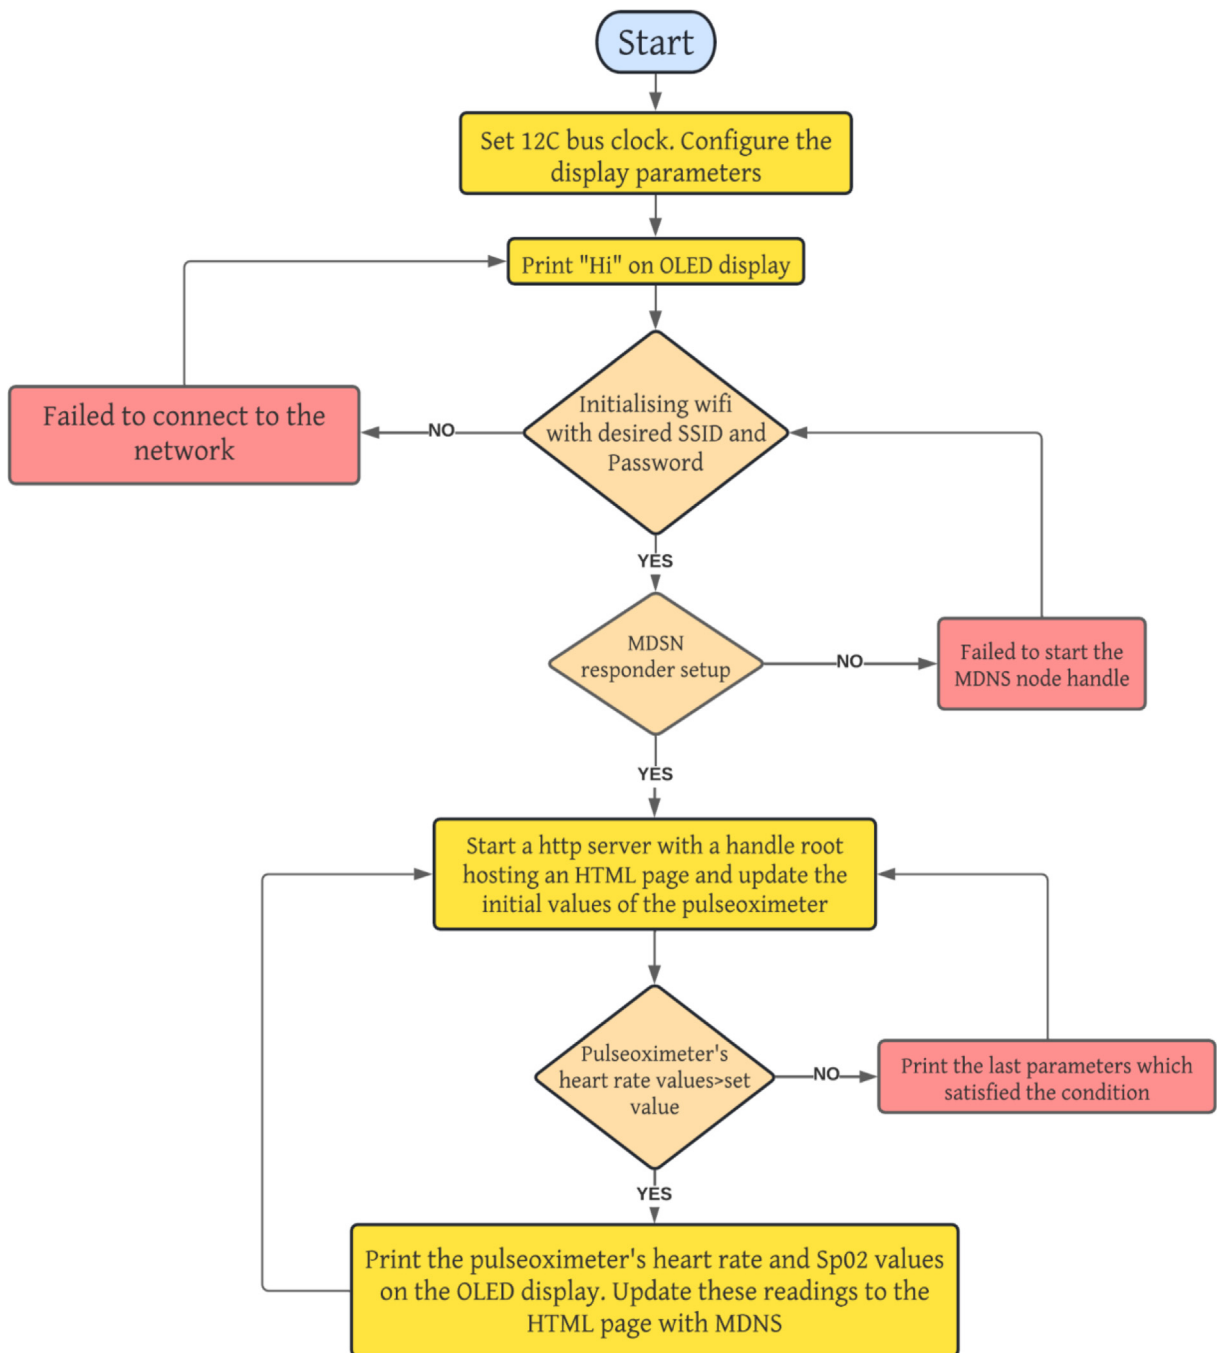 Start
Set 12C bus clock. Configure the
display parameters
Print "Hi" on OLED display
Initialising wifi
with desired SSID and
Password
NO
Failed to connect to the
network
YES
MDSN
responder setup
NO
Failed to start the
MDNS node handle
YES
Start a http server with a handle root
hosting an HTML page and update the
initial values of the pulseoximeter
Pulseoximeter's
heart rate values>set
value
NO
Print the last parameters which
satisfied the condition
YES
Print the pulseoximeter's heart rate and Sp02 values
on the OLED display. Update these readings to the
HTML page with MDNS